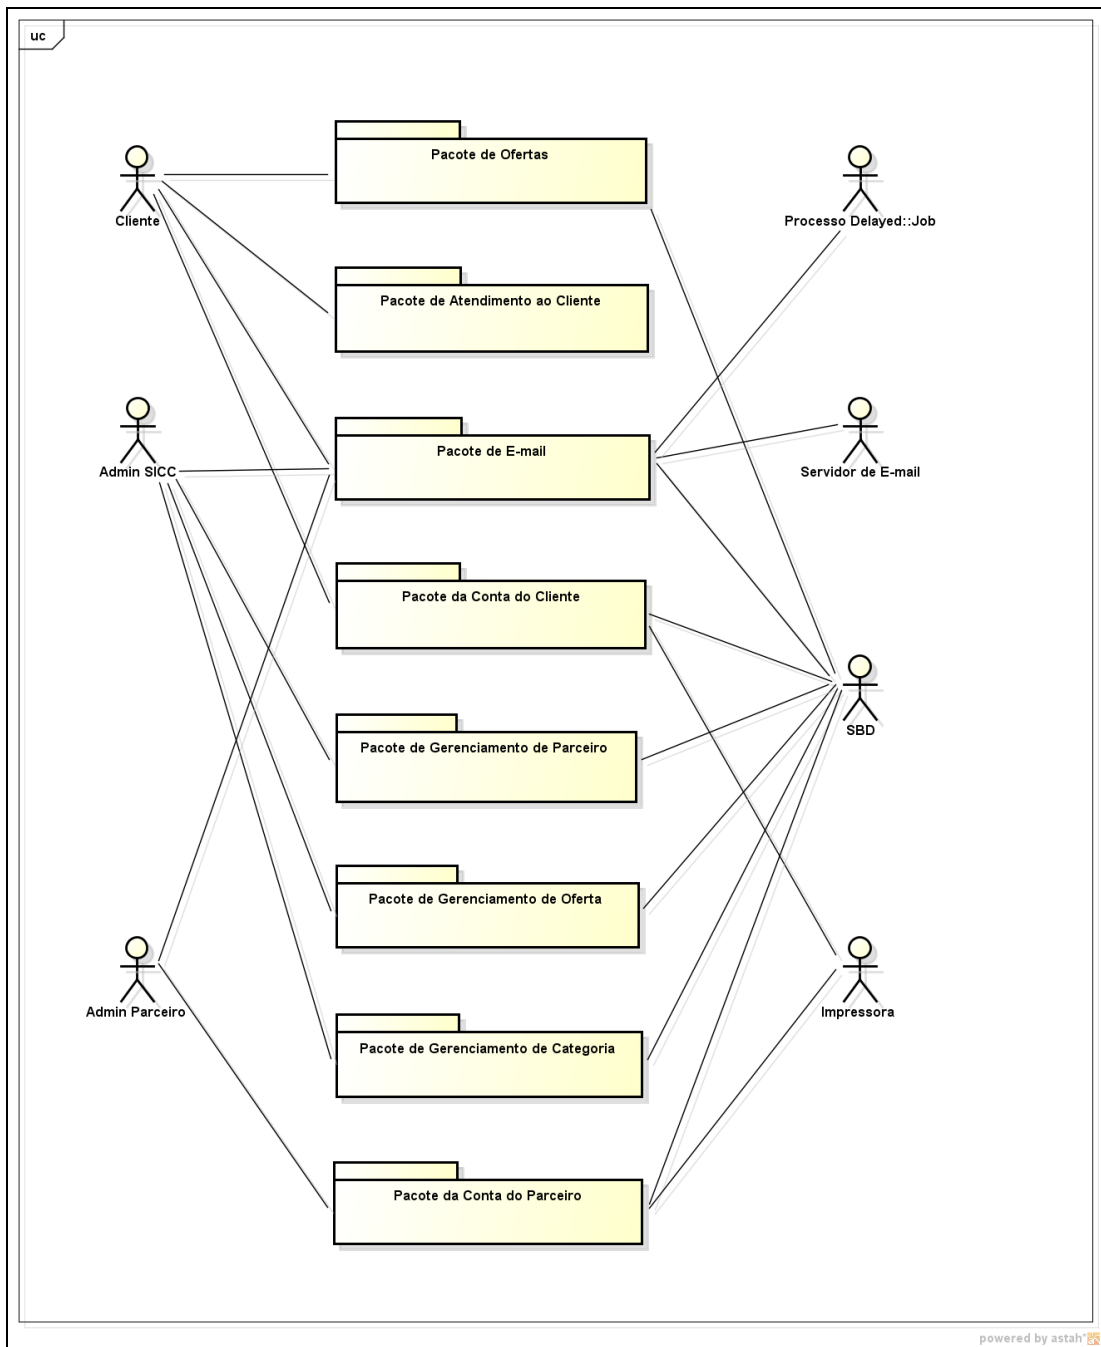 uc
Pacote de Ofertas
Cliente
Processo Delayed::Job
Pacote de Atendimento ao Cliente
Pacote de E-mail
Admin SICC
Servidor de E-mail
Pacote da Conta do Cliente
SBD
Pacote de Gerenciamento de Parceiro
Pacote de Gerenciamento de Oferta
Admin Parceiro
Impressora
Pacote de Gerenciamento de Categoria
Pacote da Conta do Parceiro
powered by astah*